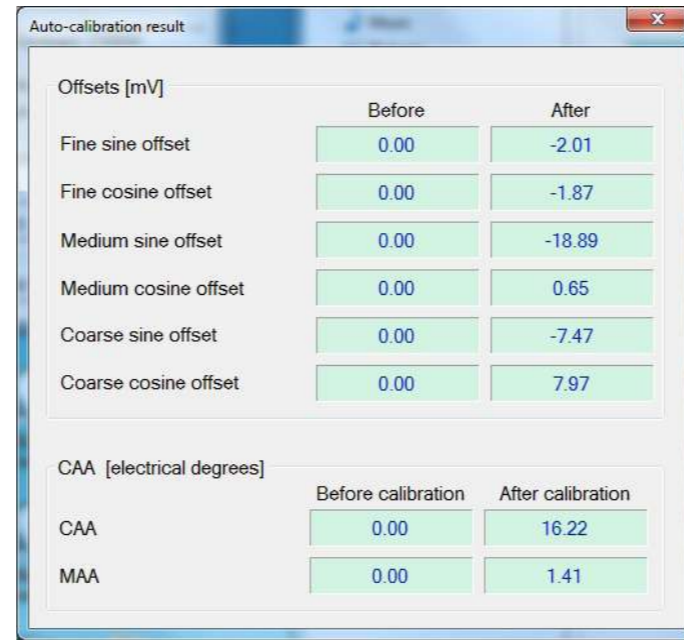 Auto-calibration result
Offsets [mV]
Before After
Fine sine offset 0.00 -2.01
Fine cosine offset 0.00 -1.87
Medium sine offset 0.00 -18.89
Medium cosine offset 0.00 0.65
Coarse sine offset 0.00 -7.47
Coarse cosine offset 0.00 7.97
CAA [electrical degrees]
Before calibration After calibration
CAA 0.00 16.22
MAA 0.00 1.41